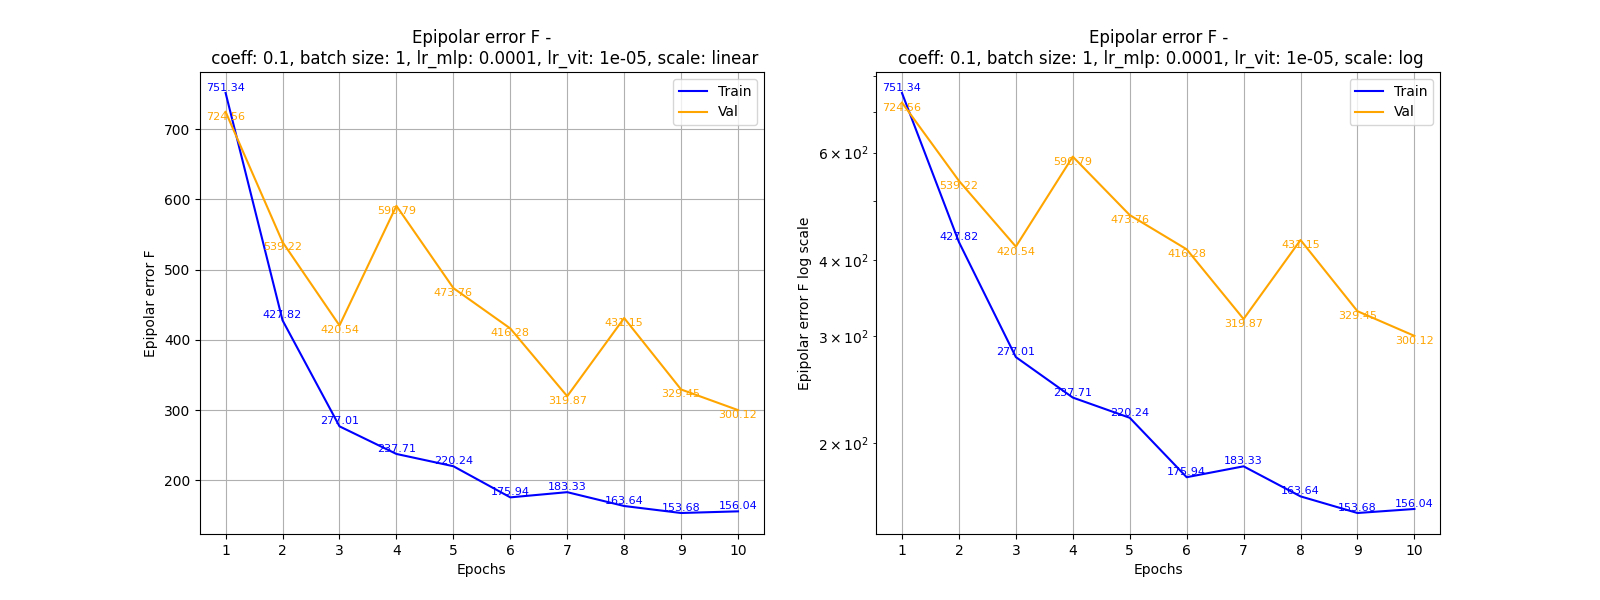 Epipolar error F -
coeff: 0.1, batch size: 1, lr_mlp: 0.0001, lr_vit: 1e-05, scale: linear
Train
Val
751.34
724.56
427.82
539.22
277.01
420.54
237.71
590.79
220.24
473.76
175.94
416.28
183.33
319.87
163.64
431.15
153.68
329.45
156.04
300.12
700
600
500
400
300
200
Epipolar error F
1 2 3 4 5 6 7 8 9 10
Epochs
Epipolar error F -
coeff: 0.1, batch size: 1, lr_mlp: 0.0001, lr_vit: 1e-05, scale: log
Train
Val
751.34
724.56
427.82
539.22
277.01
420.54
237.71
590.79
220.24
473.76
175.94
416.28
183.33
319.87
163.64
431.15
153.68
329.45
156.04
300.12
6 × 10²
4 × 10²
3 × 10²
2 × 10²
Epipolar error F log scale
1 2 3 4 5 6 7 8 9 10
Epochs